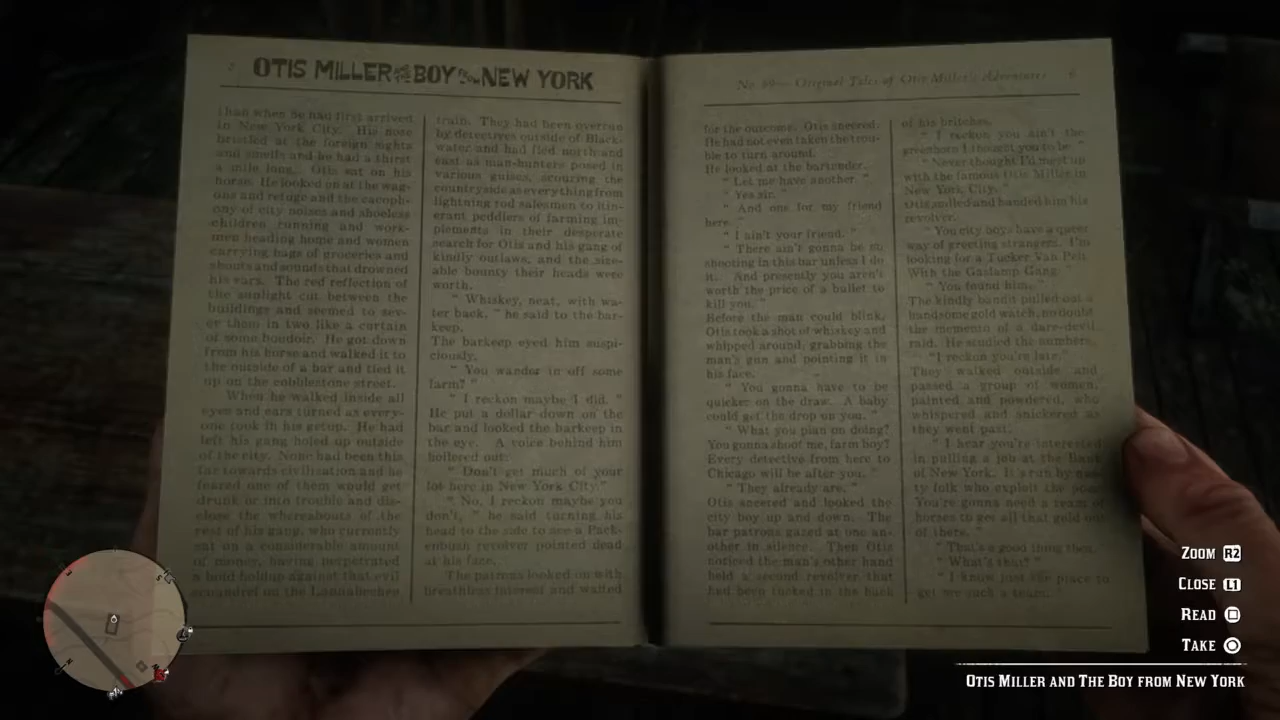 2
OTIS MILLER AND THE BOY FROM NEW YORK
than when he had first arrived
in New York City. His nose
bristled at the foreign sights
and smells and he had a thirst
a mile long. Otis sat on his
horse. He looked on at the wag-
ons and refuge and the cacoph-
ony of city noises and shoeless
children running and work-
men heading home and women
carrying bags of groceries and
shouts and sounds that drowned
his ears. The red reflection of
the sunlight cut between the
buildings and seemed to sev-
er them in two like a curtain
of some boudoir. He got down
from his horse and walked it to
the outside of a bar and tied it
up on the cobblestone street.
When he walked inside all
eyes and ears turned as every-
one took in his getup. He had
left his gang holed up outside
of the city. None had been this
far towards civilization and he
feared one of them would get
drunk or into trouble and dis-
close the whereabouts of the
rest of his gang, who currently
sat on a considerable amount
of money, having perpetrated
a bold holdup against that evil
scoundrel on the Lannahechee
train. They had been overrun
by detectives outside of Black-
water and had fled north and
east as man-hunters posed in
various guises, scouring the
countryside as everything from
lightning rod salesmen to itin-
erant peddlers of farming im-
plements in their desperate
search for Otis and his gang of
kindly outlaws, and the size-
able bounty their heads were
worth.
" Whiskey, neat, with wa-
ter back, " he said to the bar-
keep.
The barkeep eyed him suspi-
ciously.
" You wander in off some
farm? "
" I reckon maybe I did. "
He put a dollar down on the
bar and looked the barkeep in
the eye. A voice behind him
hollered out:
" Don't get much of your
lot here in New York City."
" No, I reckon maybe you
don't, " he said turning his
head to the side to see a Pack-
enbush revolver pointed dead
at his face.
The patrons looked on with
breathless interest and waited
No. 89— Original Tales of Otis Miller's Adventures
6
for the outcome. Otis sneered.
He had not even taken the trou-
ble to turn around.
He looked at the bartender.
" Let me have another. "
" Yes sir. "
" And one for my friend
here. "
" I ain't your friend. "
" There ain't gonna be no
shooting in this bar unless I do
it. And presently you aren't
worth the price of a bullet to
kill you. "
Before the man could blink,
Otis took a shot of whiskey and
whipped around, grabbing the
man's gun and pointing it in
his face.
" You gonna have to be
quicker on the draw. A baby
could get the drop on you. "
" What you plan on doing?
You gonna shoot me, farm boy?
Every detective from here to
Chicago will be after you. "
" They already are. "
Otis sneered and looked the
city boy up and down. The
bar patrons gazed at one an-
other in silence. Then Otis
noticed the man's other hand
held a second revolver that
had been tucked in the back
of his britches.
" I reckon you ain't the
greenhorn I thought you to be. "
" Never thought I'd meet up
with the famous Otis Miller in
New York City. "
Otis smiled and handed him his
revolver.
" You city boys have a queer
way of greeting strangers. I'm
looking for a Tucker Van Pelt
With the Gaslamp Gang. "
" You found him. "
The kindly bandit pulled out a
handsome gold watch, no doubt
the memento of a dare-devil
raid. He studied the numbers.
" I reckon you're late. "
They walked outside and
passed a group of women,
painted and powdered, who
whispered and snickered as
they went past.
" I hear you're interested
in pulling a job at the Bank
of New York. It's run by nas-
ty folk who exploit the poor.
You're gonna need a team of
horses to get all that gold out
of there. "
" That's a good thing then.
" What's that? "
" I know just the place to
get me such a team. "
ZOOM R2
CLOSE L1
READ
TAKE
OTIS MILLER AND THE BOY FROM NEW YORK